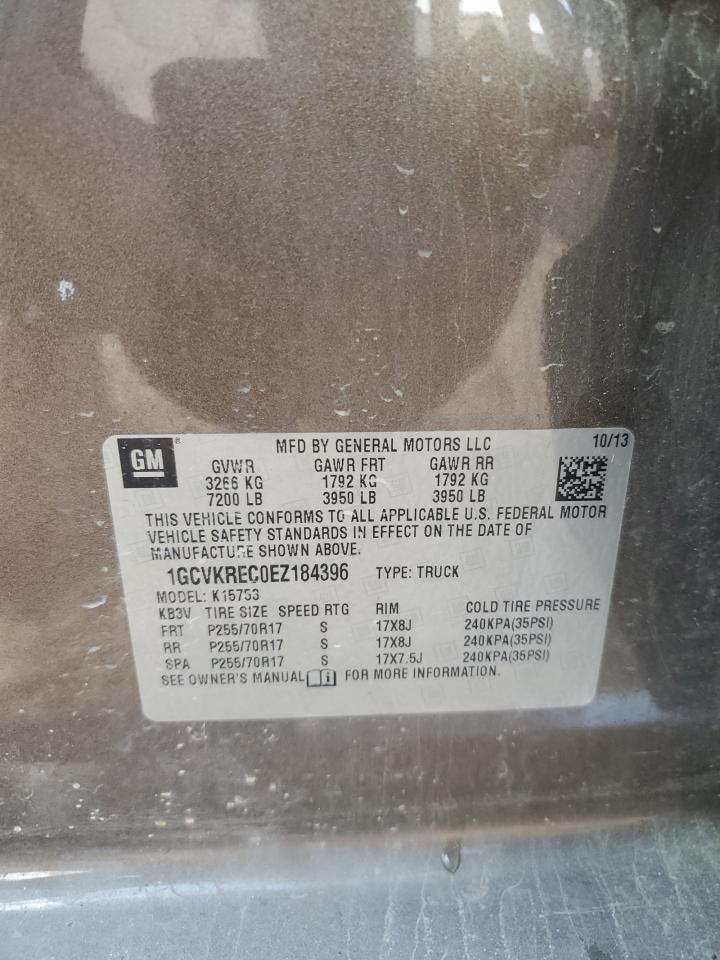 GM ® MFD BY GENERAL MOTORS LLC 10/13
GVWR GAWR FRT GAWR RR
3266 KG 1792 KG 1792 KG
7200 LB 3950 LB 3950 LB
THIS VEHICLE CONFORMS TO ALL APPLICABLE U.S. FEDERAL MOTOR
VEHICLE SAFETY STANDARDS IN EFFECT ON THE DATE OF
MANUFACTURE SHOWN ABOVE.
1GCVKREC0EZ184396 TYPE: TRUCK
MODEL: K15753
KB3V TIRE SIZE SPEED RTG RIM COLD TIRE PRESSURE
FRT P255/70R17 S 17X8J 240KPA(35PSI)
RR P255/70R17 S 17X8J 240KPA(35PSI)
SPA P255/70R17 S 17X7.5J 240KPA(35PSI)
SEE OWNER'S MANUAL FOR MORE INFORMATION.